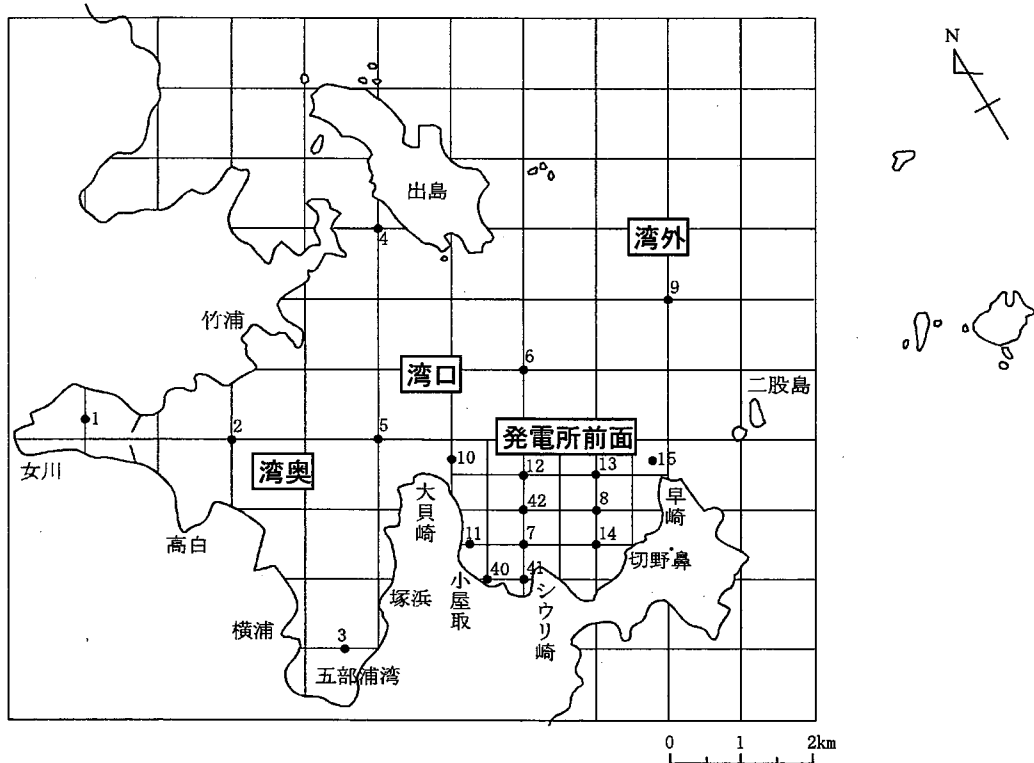 N
出島
湾外
4
9
竹浦
6
湾口
二股島
1
2
5
発電所前面
女川
湾奥
10
12
13
15
大貝崎
42
8
早崎
高白
11
7
14
切野鼻
40
41
塚浜
小屋取
シウリ崎
横浦
3
五部浦湾
0 1 2km